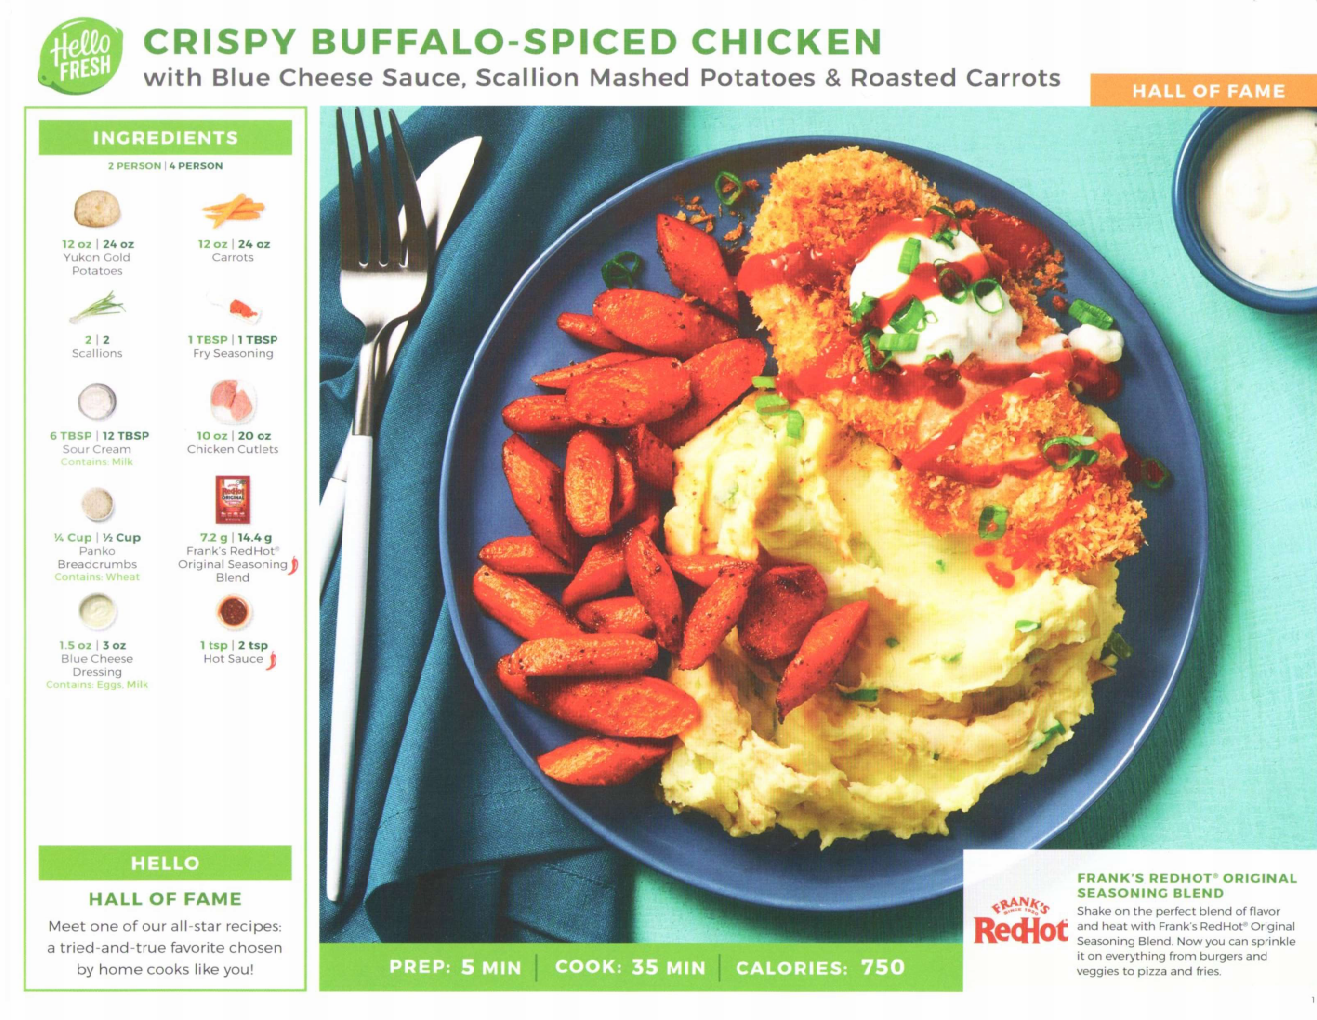 Hello
FRESH
CRISPY BUFFALO-SPICED CHICKEN
with Blue Cheese Sauce, Scallion Mashed Potatoes & Roasted Carrots
HALL OF FAME
INGREDIENTS
2 PERSON | 4 PERSON
12 oz | 24 oz
Yukon Gold
Potatoes
12 oz | 24 oz
Carrots
2 | 2
Scallions
1 TBSP | 1 TBSP
Fry Seasoning
6 TBSP | 12 TBSP
Sour Cream
Contains: Milk
10 oz | 20 oz
Chicken Cutlets
RedHot
ORIGINAL
¼ Cup | ½ Cup
Panko
Breadcrumbs
Contains: Wheat
7.2 g | 14.4 g
Frank's RedHot®
Original Seasoning
Blend
1.5 oz | 3 oz
Blue Cheese
Dressing
Contains: Eggs, Milk
1 tsp | 2 tsp
Hot Sauce
HELLO
HALL OF FAME
Meet one of our all-star recipes:
a tried-and-true favorite chosen
by home cooks like you!
PREP: 5 MIN | COOK: 35 MIN | CALORIES: 750
FRANK'S
RedHot
FRANK'S REDHOT® ORIGINAL
SEASONING BLEND
Shake on the perfect blend of flavor
and heat with Frank's RedHot® Original
Seasoning Blend. Now you can sprinkle
it on everything from burgers and
veggies to pizza and fries.
1